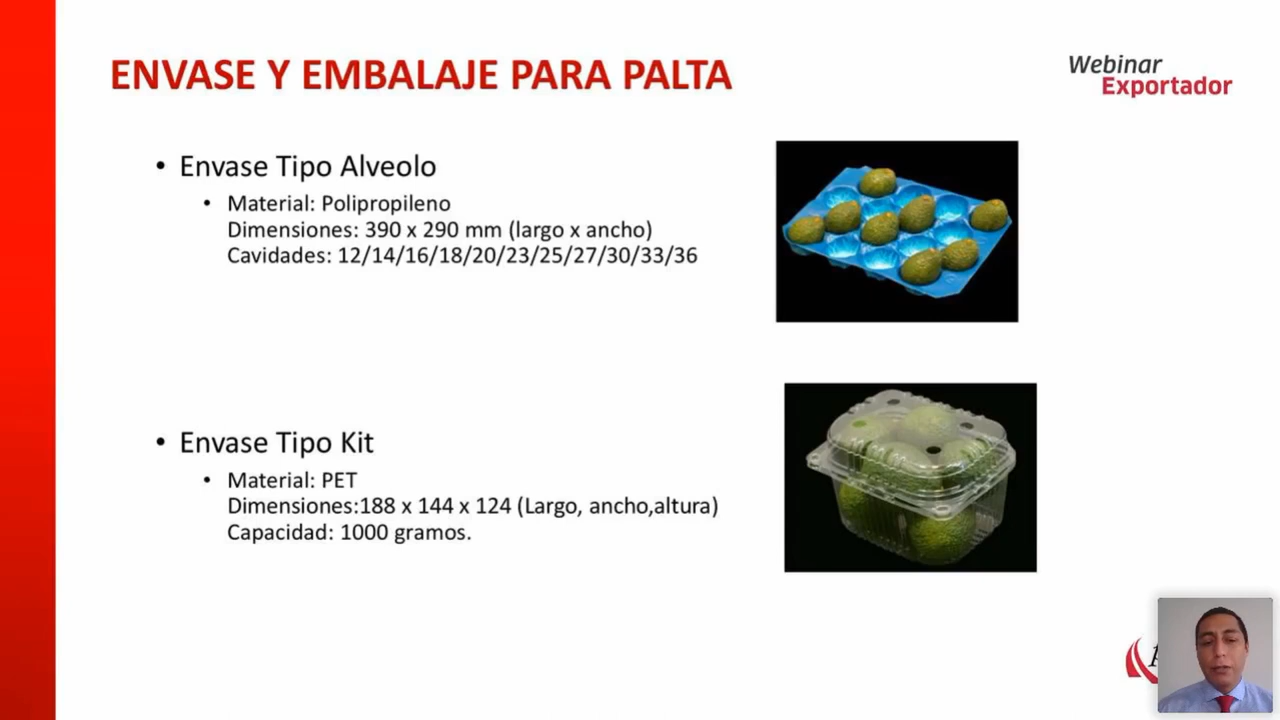 ENVASE Y EMBALAJE PARA PALTA
Webinar
Exportador
• Envase Tipo Alveolo
• Material: Polipropileno
Dimensiones: 390 x 290 mm (largo x ancho)
Cavidades: 12/14/16/18/20/23/25/27/30/33/36
• Envase Tipo Kit
• Material: PET
Dimensiones:188 x 144 x 124 (Largo, ancho,altura)
Capacidad: 1000 gramos.